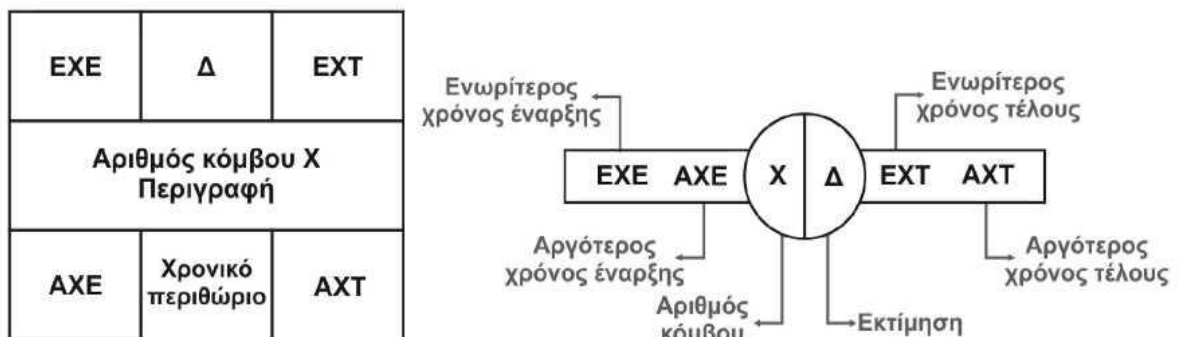 ΕΧΕ Δ ΕΧΤ
Αριθμός κόμβου Χ
Περιγραφή
ΑΧΕ Χρονικό περιθώριο ΑΧΤ
Ενωρίτερος
χρόνος έναρξης
Ενωρίτερος
χρόνος τέλους
ΕΧΕ ΑΧΕ Χ Δ ΕΧΤ ΑΧΤ
Αργότερος
χρόνος έναρξης
Αργότερος
χρόνος τέλους
Αριθμός
κόμβου
Εκτίμηση